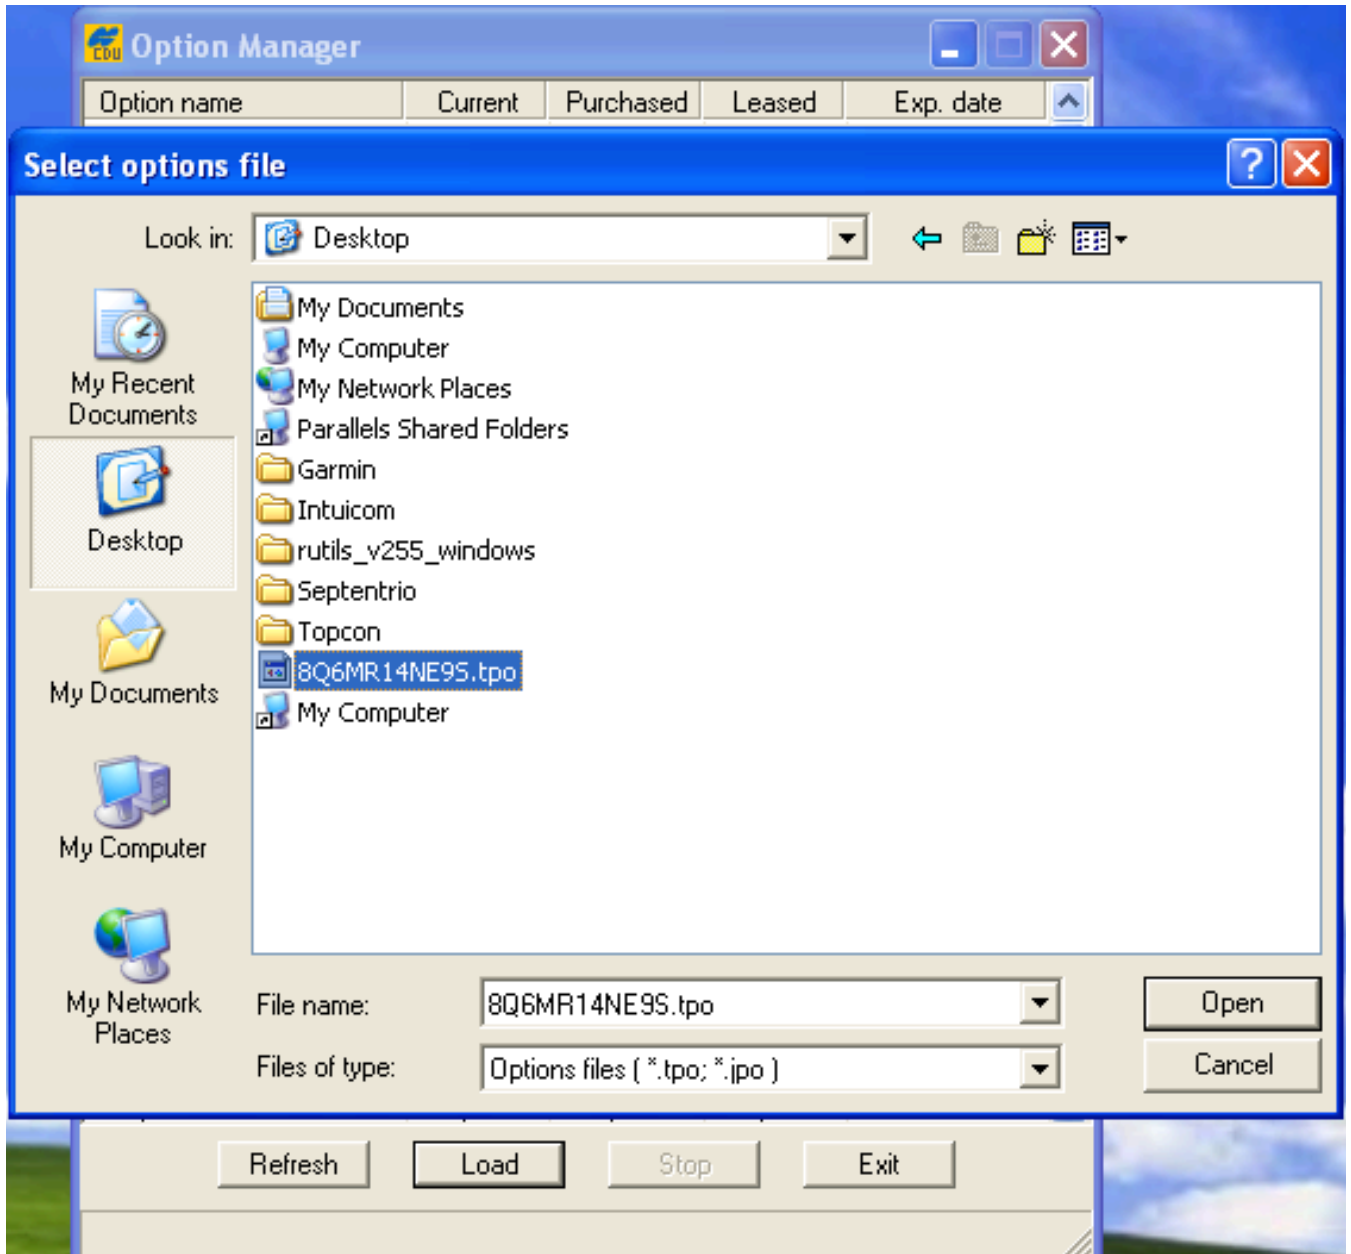 EDU Option Manager
Option name Current Purchased Leased Exp. date
Select options file
Look in: Desktop
My Recent
Documents
Desktop
My Documents
My Computer
My Network
Places
My Documents
My Computer
My Network Places
Parallels Shared Folders
Garmin
Intuicom
rutils_v255_windows
Septentrio
Topcon
8Q6MR14NE9S.tpo
My Computer
File name: 8Q6MR14NE9S.tpo Open
Files of type: Options files ( *.tpo; *.jpo ) Cancel
Refresh Load Stop Exit